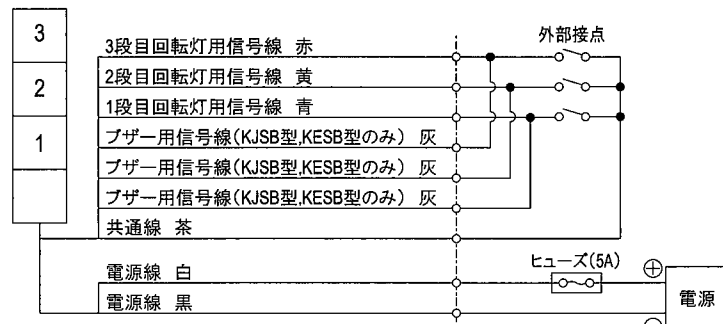 3
2
1
外部接点
3段目回転灯用信号線 赤
2段目回転灯用信号線 黄
1段目回転灯用信号線 青
ブザー用信号線(KJSB型,KESB型のみ) 灰
ブザー用信号線(KJSB型,KESB型のみ) 灰
ブザー用信号線(KJSB型,KESB型のみ) 灰
共通線 茶
電源線 白
電源線 黒
ヒューズ(5A)
⊕
電源
⊖